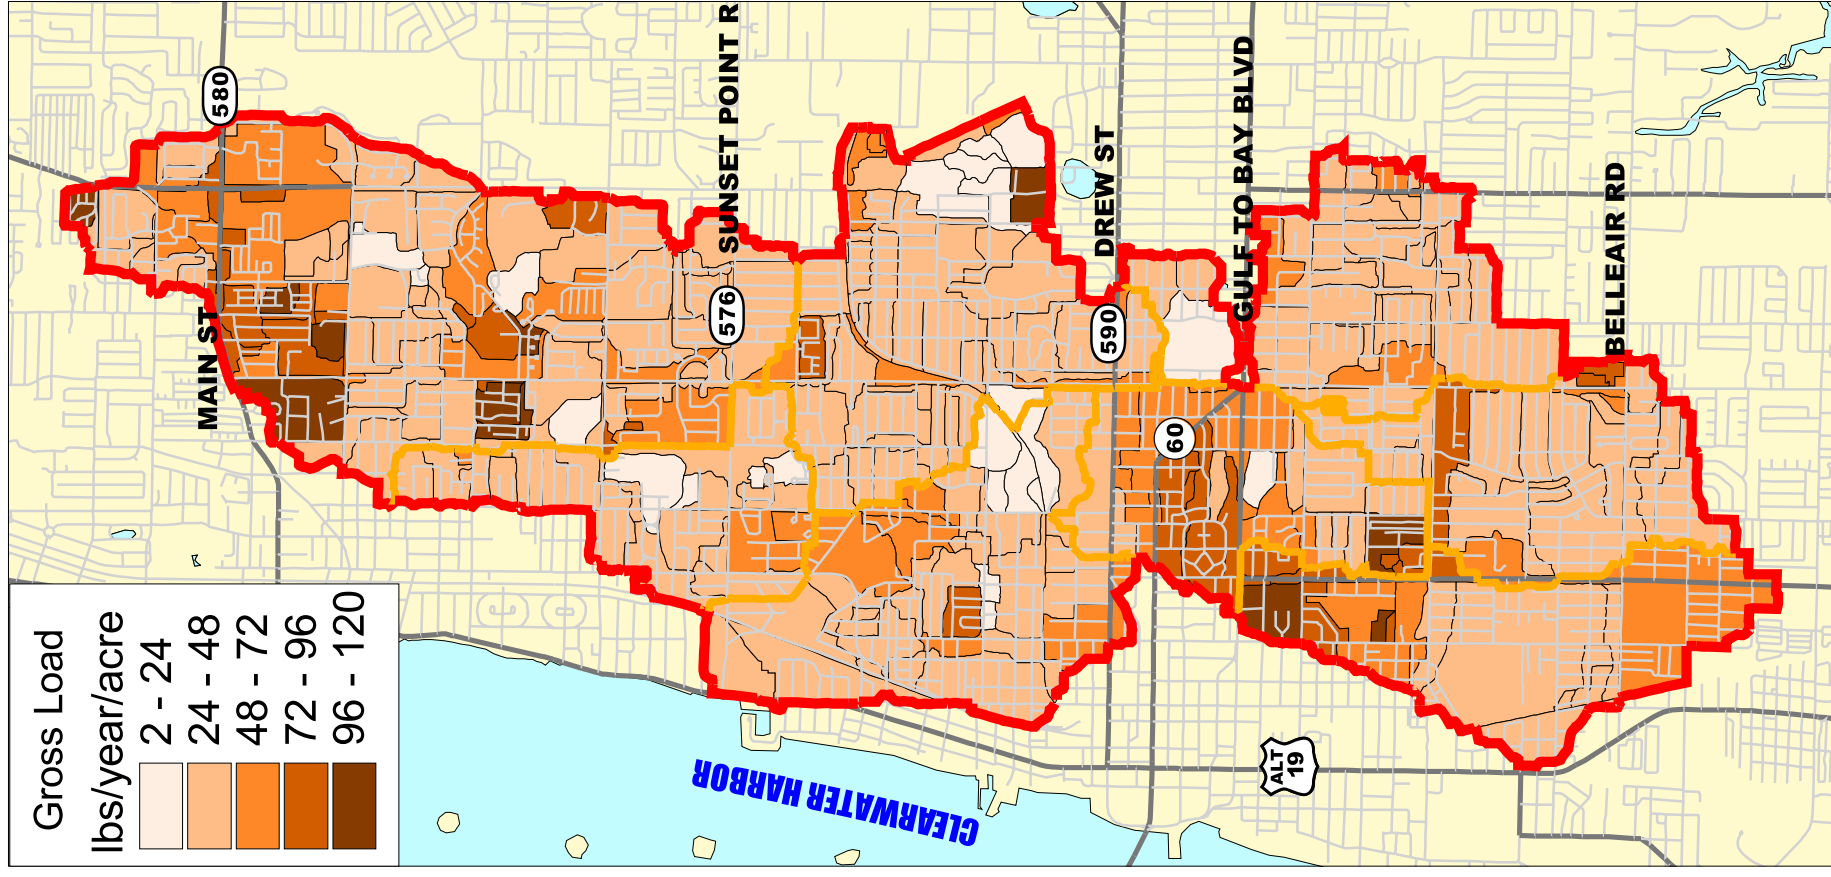 Gross Load
lbs/year/acre
2 - 24
24 - 48
48 - 72
72 - 96
96 - 120
580
MAIN ST
SUNSET POINT R
576
DREW ST
590
GULF TO BAY BLVD
60
BELLEAIR RD
ALT
19
CLEARWATER HARBOR